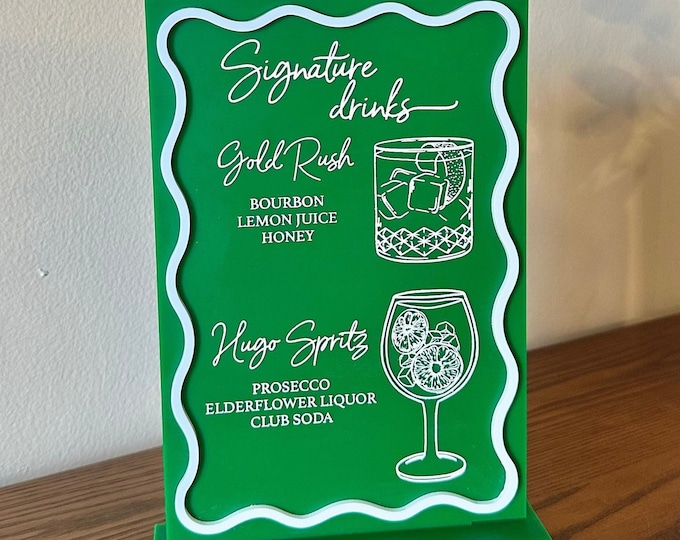 Signature
drinks
Gold Rush
BOURBON
LEMON JUICE
HONEY
Hugo Spritz
PROSECCO
ELDERFLOWER LIQUOR
CLUB SODA